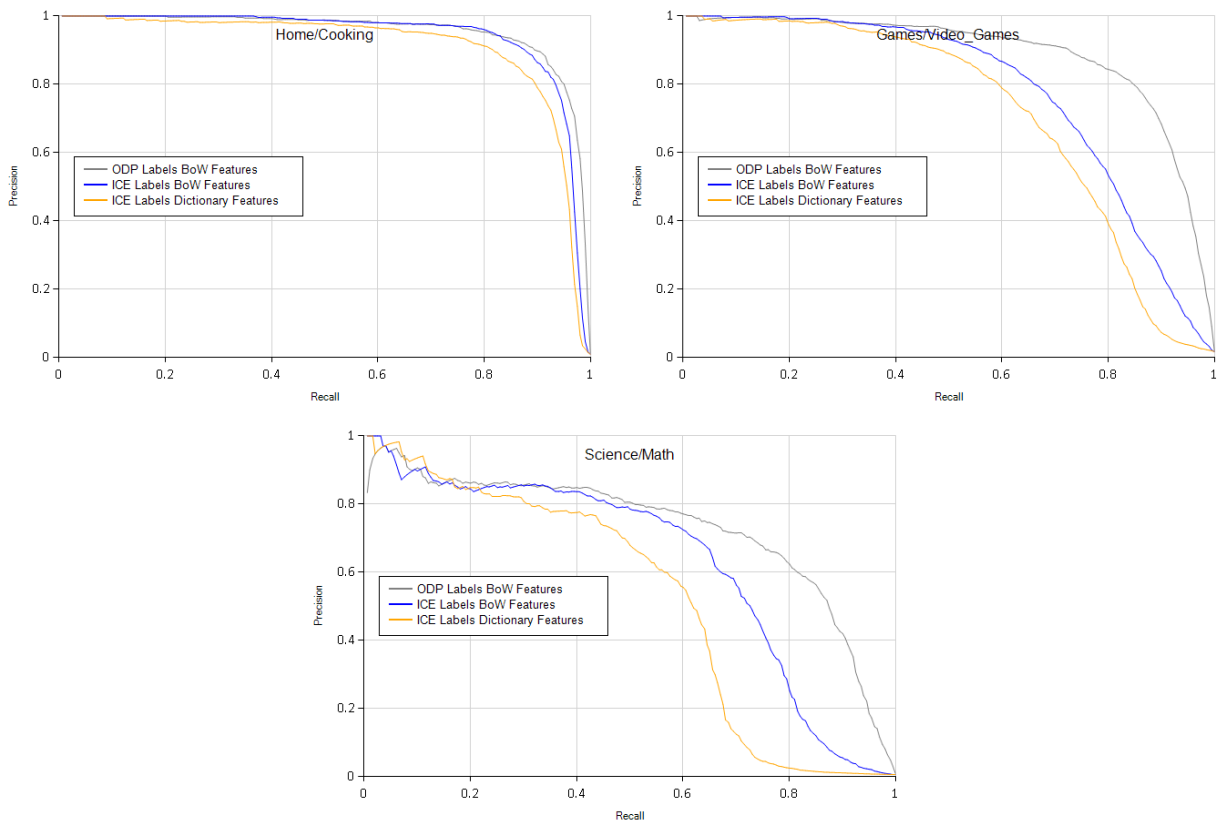 Home/Cooking
1
0.8
0.6
0.4
0.2
0
Precision
ODP Labels BoW Features
ICE Labels BoW Features
ICE Labels Dictionary Features
0
0.2
0.4
0.6
0.8
1
Recall
Games/Video_Games
1
0.8
0.6
0.4
0.2
0
Precision
ODP Labels BoW Features
ICE Labels BoW Features
ICE Labels Dictionary Features
0
0.2
0.4
0.6
0.8
1
Recall
Science/Math
1
0.8
0.6
0.4
0.2
0
Precision
ODP Labels BoW Features
ICE Labels BoW Features
ICE Labels Dictionary Features
0
0.2
0.4
0.6
0.8
1
Recall